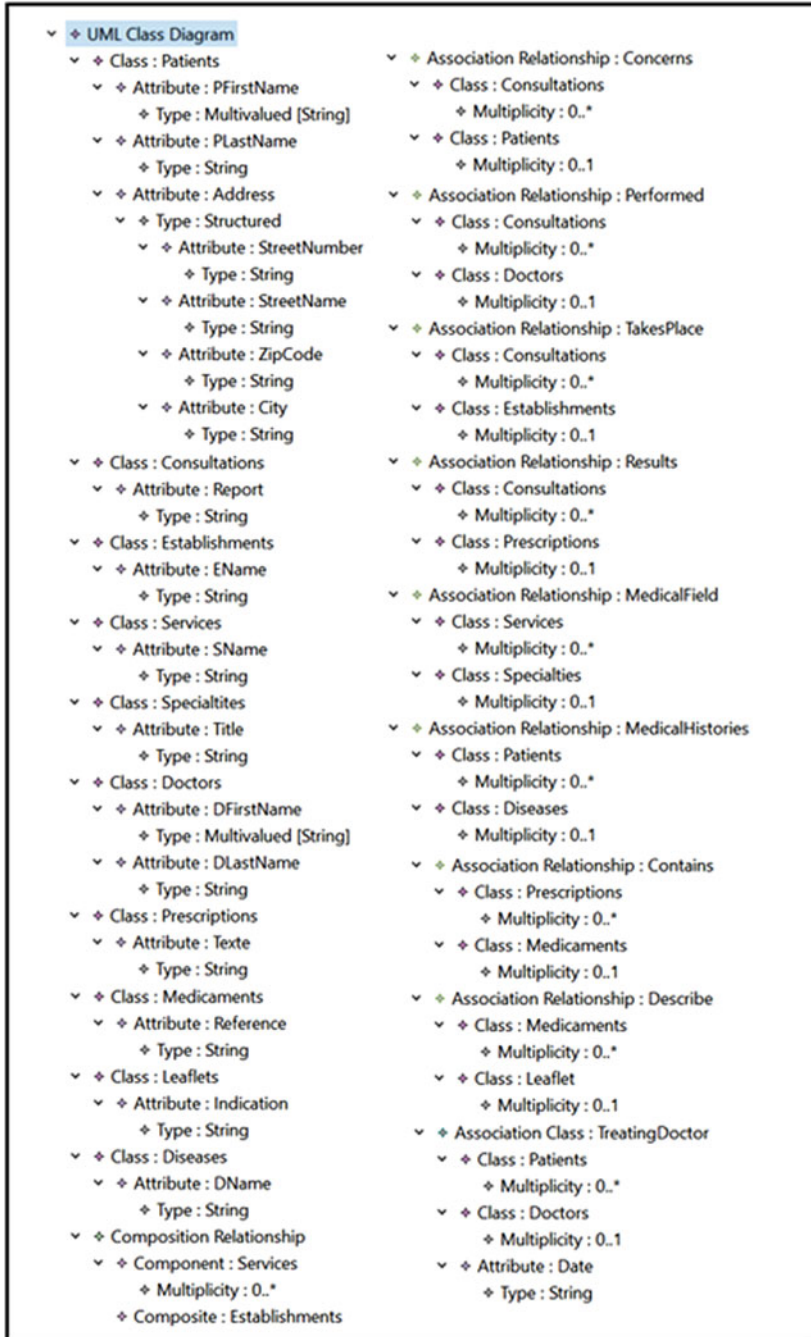 UML Class Diagram
Class : Patients
Attribute : PFirstName
Type : Multivalued [String]
Attribute : PLastName
Type : String
Attribute : Address
Type : Structured
Attribute : StreetNumber
Type : String
Attribute : StreetName
Type : String
Attribute : ZipCode
Type : String
Attribute : City
Type : String
Class : Consultations
Attribute : Report
Type : String
Class : Establishments
Attribute : EName
Type : String
Class : Services
Attribute : SName
Type : String
Class : Specialtites
Attribute : Title
Type : String
Class : Doctors
Attribute : DFirstName
Type : Multivalued [String]
Attribute : DLastName
Type : String
Class : Prescriptions
Attribute : Texte
Type : String
Class : Medicaments
Attribute : Reference
Type : String
Class : Leaflets
Attribute : Indication
Type : String
Class : Diseases
Attribute : DName
Type : String
Composition Relationship
Component : Services
Multiplicity : 0..*
Composite : Establishments
Association Relationship : Concerns
Class : Consultations
Multiplicity : 0..*
Class : Patients
Multiplicity : 0..1
Association Relationship : Performed
Class : Consultations
Multiplicity : 0..*
Class : Doctors
Multiplicity : 0..1
Association Relationship : TakesPlace
Class : Consultations
Multiplicity : 0..*
Class : Establishments
Multiplicity : 0..1
Association Relationship : Results
Class : Consultations
Multiplicity : 0..*
Class : Prescriptions
Multiplicity : 0..1
Association Relationship : MedicalField
Class : Services
Multiplicity : 0..*
Class : Specialties
Multiplicity : 0..1
Association Relationship : MedicalHistories
Class : Patients
Multiplicity : 0..*
Class : Diseases
Multiplicity : 0..1
Association Relationship : Contains
Class : Prescriptions
Multiplicity : 0..*
Class : Medicaments
Multiplicity : 0..1
Association Relationship : Describe
Class : Medicaments
Multiplicity : 0..*
Class : Leaflet
Multiplicity : 0..1
Association Class : TreatingDoctor
Class : Patients
Multiplicity : 0..*
Class : Doctors
Multiplicity : 0..1
Attribute : Date
Type : String